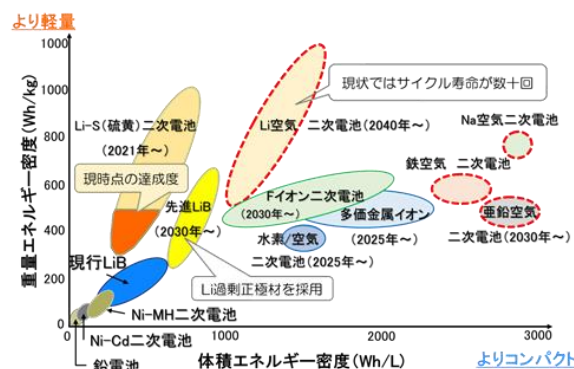 より軽量
重量エネルギー密度(Wh/kg)
1000
800
600
400
200
0
1000
2000
3000
体積エネルギー密度(Wh/L)
よりコンパクト
Li-S(硫黄)二次電池
(2021年~)
現時点の達成度
先進LiB
(2030年~)
現行LiB
Ni-MH二次電池
Ni-Cd二次電池
鉛電池
Li過剰正極材を採用
現状ではサイクル寿命が数十回
Li空気 二次電池(2040年~)
Fイオン二次電池
(2030年~)
多価金属イオン
(2025年~)
水素/空気
二次電池(2025年~)
Na空気二次電池
鉄空気 二次電池
亜鉛空気
二次電池(2030年~)